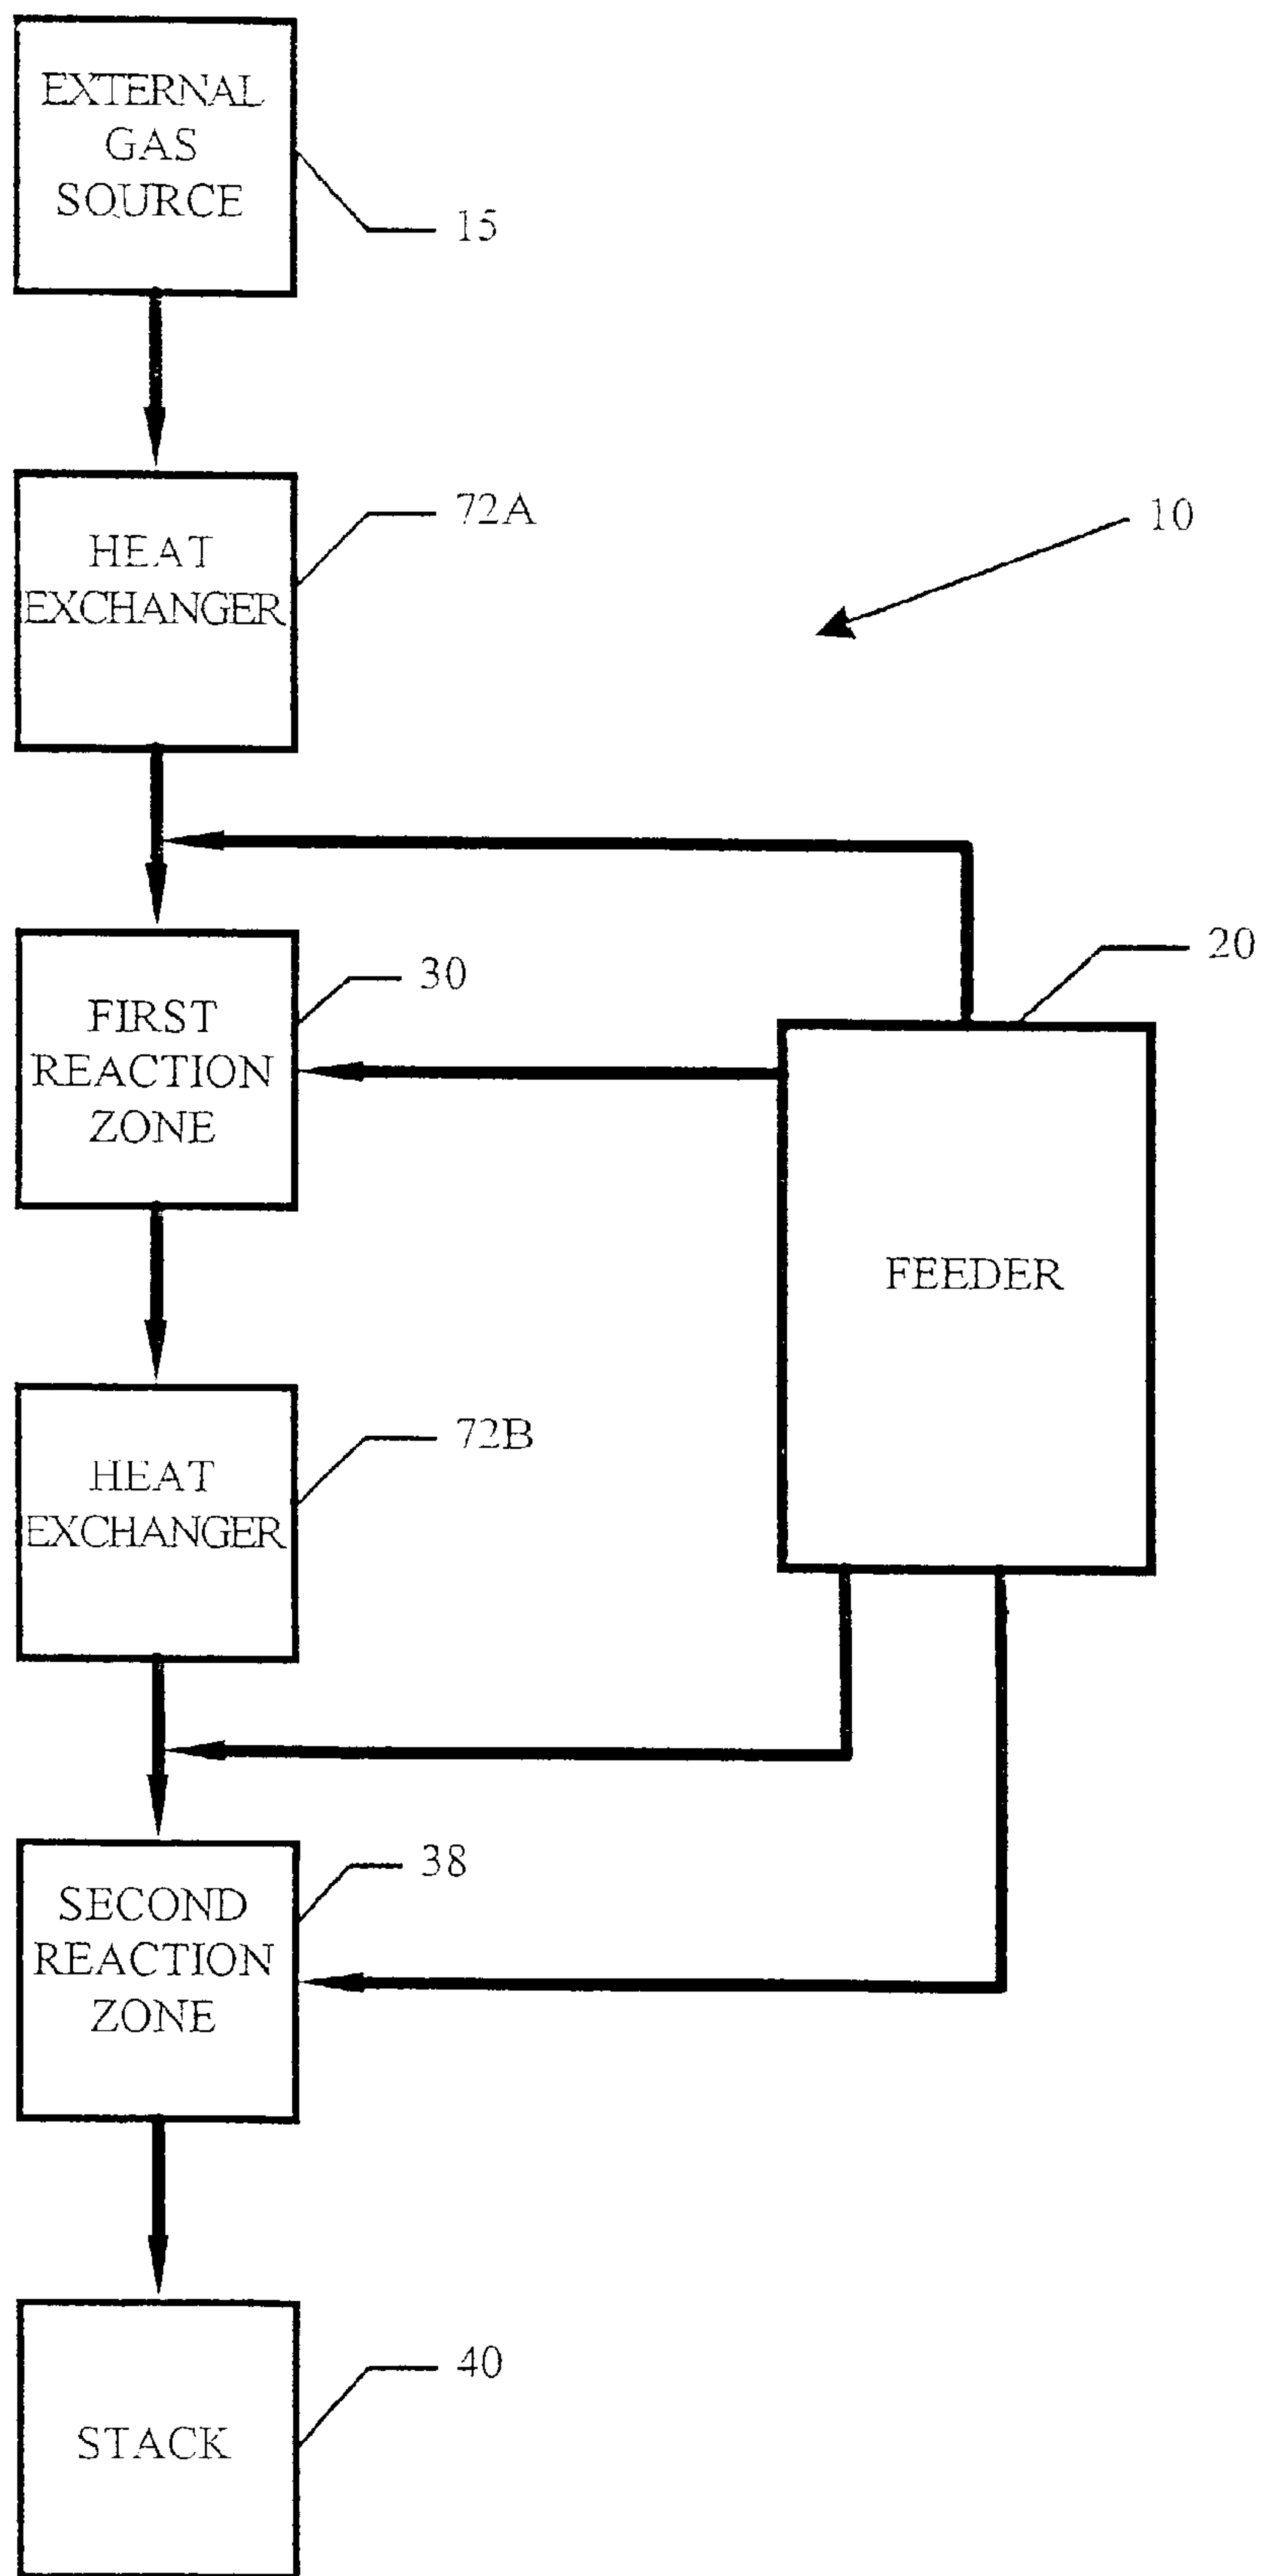 EXTERNAL
GAS
SOURCE
15
HEAT
EXCHANGER
72A
10
FIRST
REACTION
ZONE
30
20
FEEDER
HEAT
EXCHANGER
72B
SECOND
REACTION
ZONE
38
STACK
40